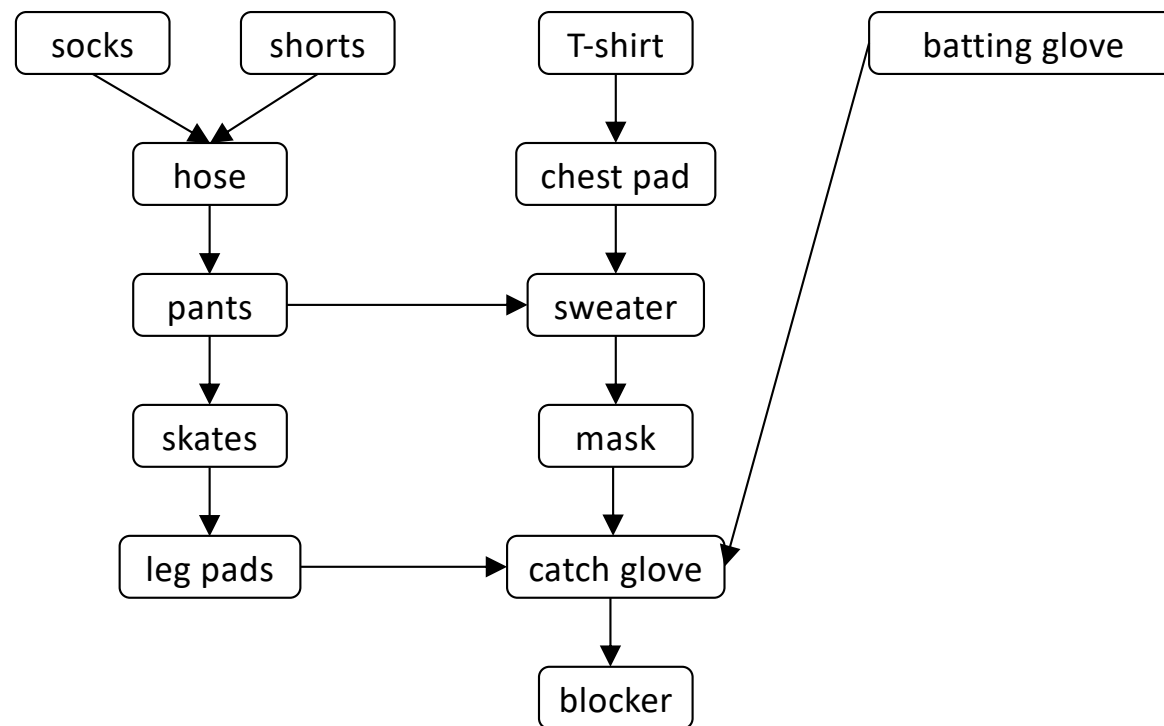 socks
shorts
T-shirt
batting glove
hose
chest pad
pants
sweater
skates
mask
leg pads
catch glove
blocker